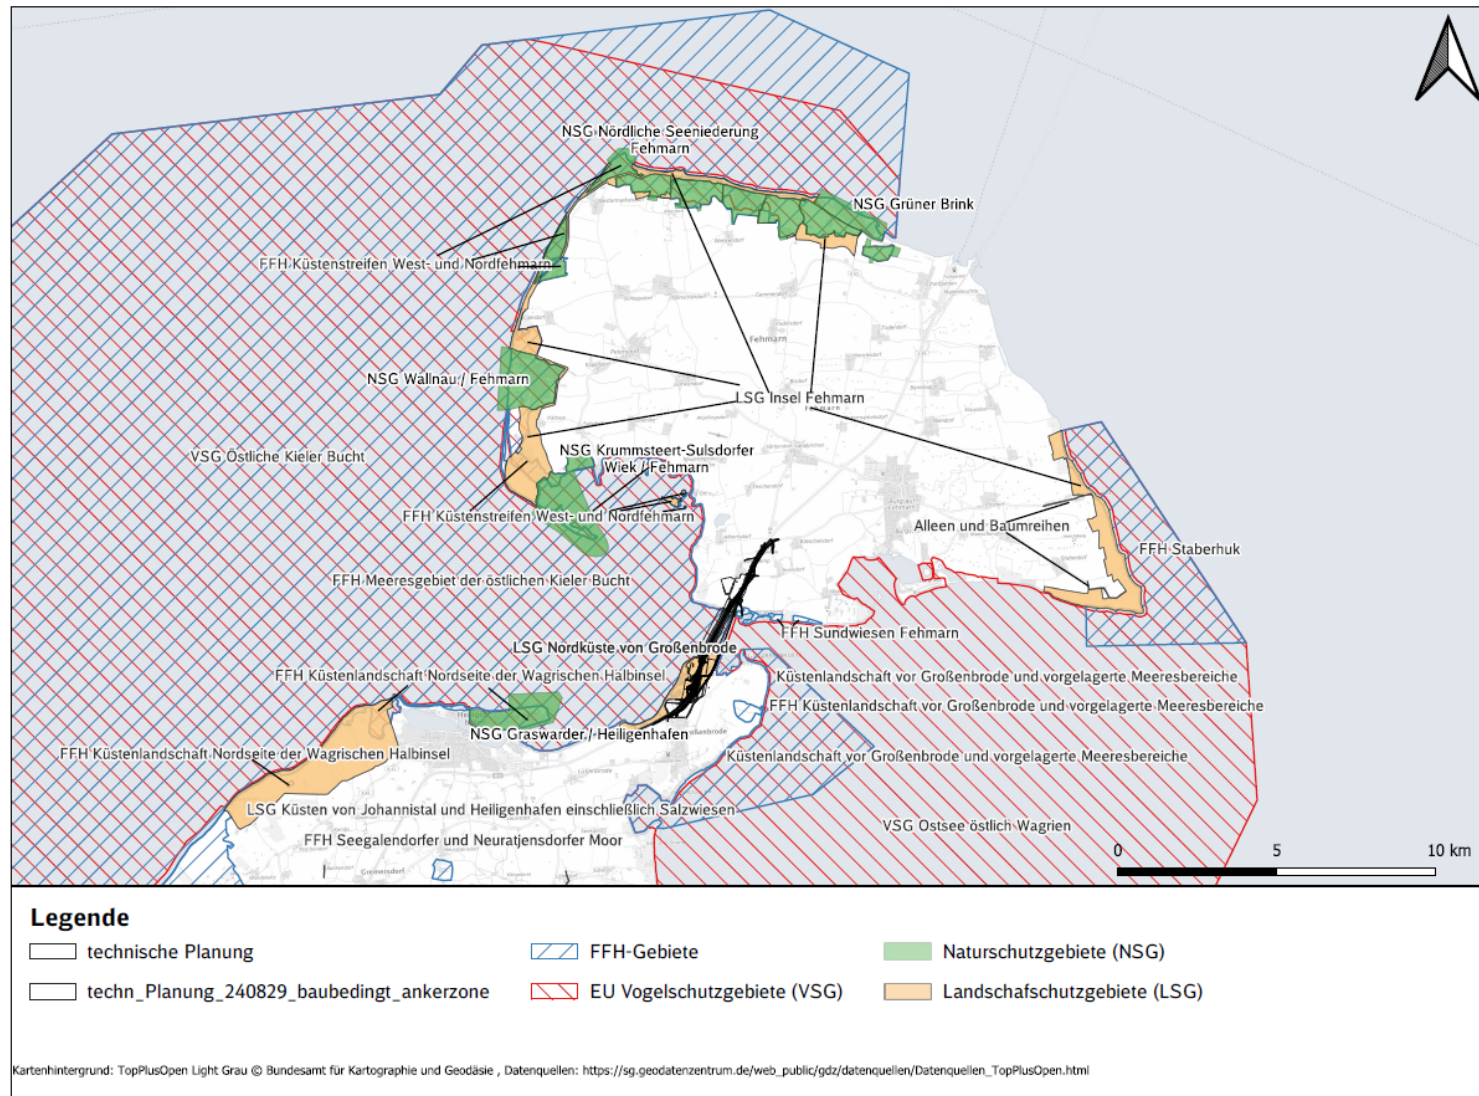 NSG Nördliche Seeniederung
Fehmarn
NSG Grüner Brink
FFH Küstenstreifen West- und Nordfehmarn
Fehmarn
NSG Wallnau / Fehmarn
LSG Insel Fehmarn
NSG Krummsteert-Sulsdorfer
Wiek / Fehmarn
VSG Östliche Kieler Bucht
FFH Küstenstreifen West- und Nordfehmarn
Alleen und Baumreihen
FFH Staberhuk
FFH Meeresgebiet der östlichen Kieler Bucht
FFH Sundwiesen Fehmarn
LSG Nordküste von Großenbrode
FFH Küstenlandschaft Nordseite der Wagrischen Halbinsel
Küstenlandschaft vor Großenbrode und vorgelagerte Meeresbereiche
FFH Küstenlandschaft vor Großenbrode und vorgelagerte Meeresbereiche
NSG Graswarder / Heiligenhafen
FFH Küstenlandschaft Nordseite der Wagrischen Halbinsel
Küstenlandschaft vor Großenbrode und vorgelagerte Meeresbereiche
LSG Küsten von Johannistal und Heiligenhafen einschließlich Salzwiesen
VSG Ostsee östlich Wagrien
FFH Seegalendorfer und Neuratjensdorfer Moor
Gremersdorf
0 5 10 km
Legende
technische Planung
FFH-Gebiete
Naturschutzgebiete (NSG)
techn_Planung_240829_baubedingt_ankerzone
EU Vogelschutzgebiete (VSG)
Landschafschutzgebiete (LSG)
Kartenhintergrund: TopPlusOpen Light Grau © Bundesamt für Kartographie und Geodäsie , Datenquellen: https://sg.geodatenzentrum.de/web_public/gdz/datenquellen/Datenquellen_TopPlusOpen.html